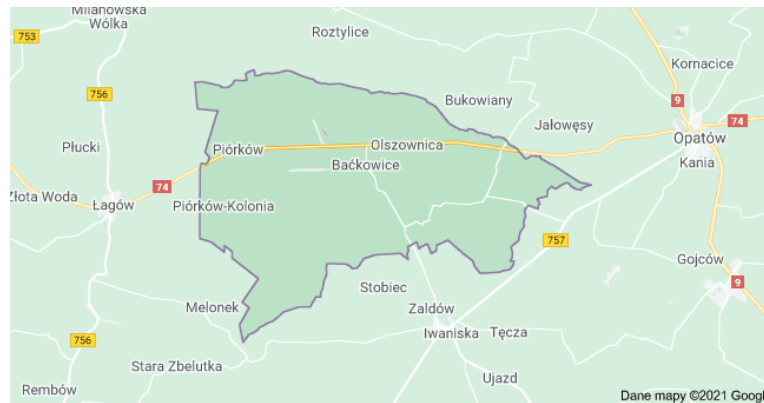 Milanowska
Wólka
753
Roztylice
Kornacice
756
9
Bukowiany
Jałowęsy
74
Opatów
Płucki
Piórków
Olszownica
Baćkowice
Kania
74
Złota Woda
Łagów
Piórków-Kolonia
757
Gojców
9
Stobiec
Melonek
Zaldów
Iwaniska
Tęcza
756
Stara Zbelutka
Ujazd
Rembów
Dane mapy ©2021 Googl